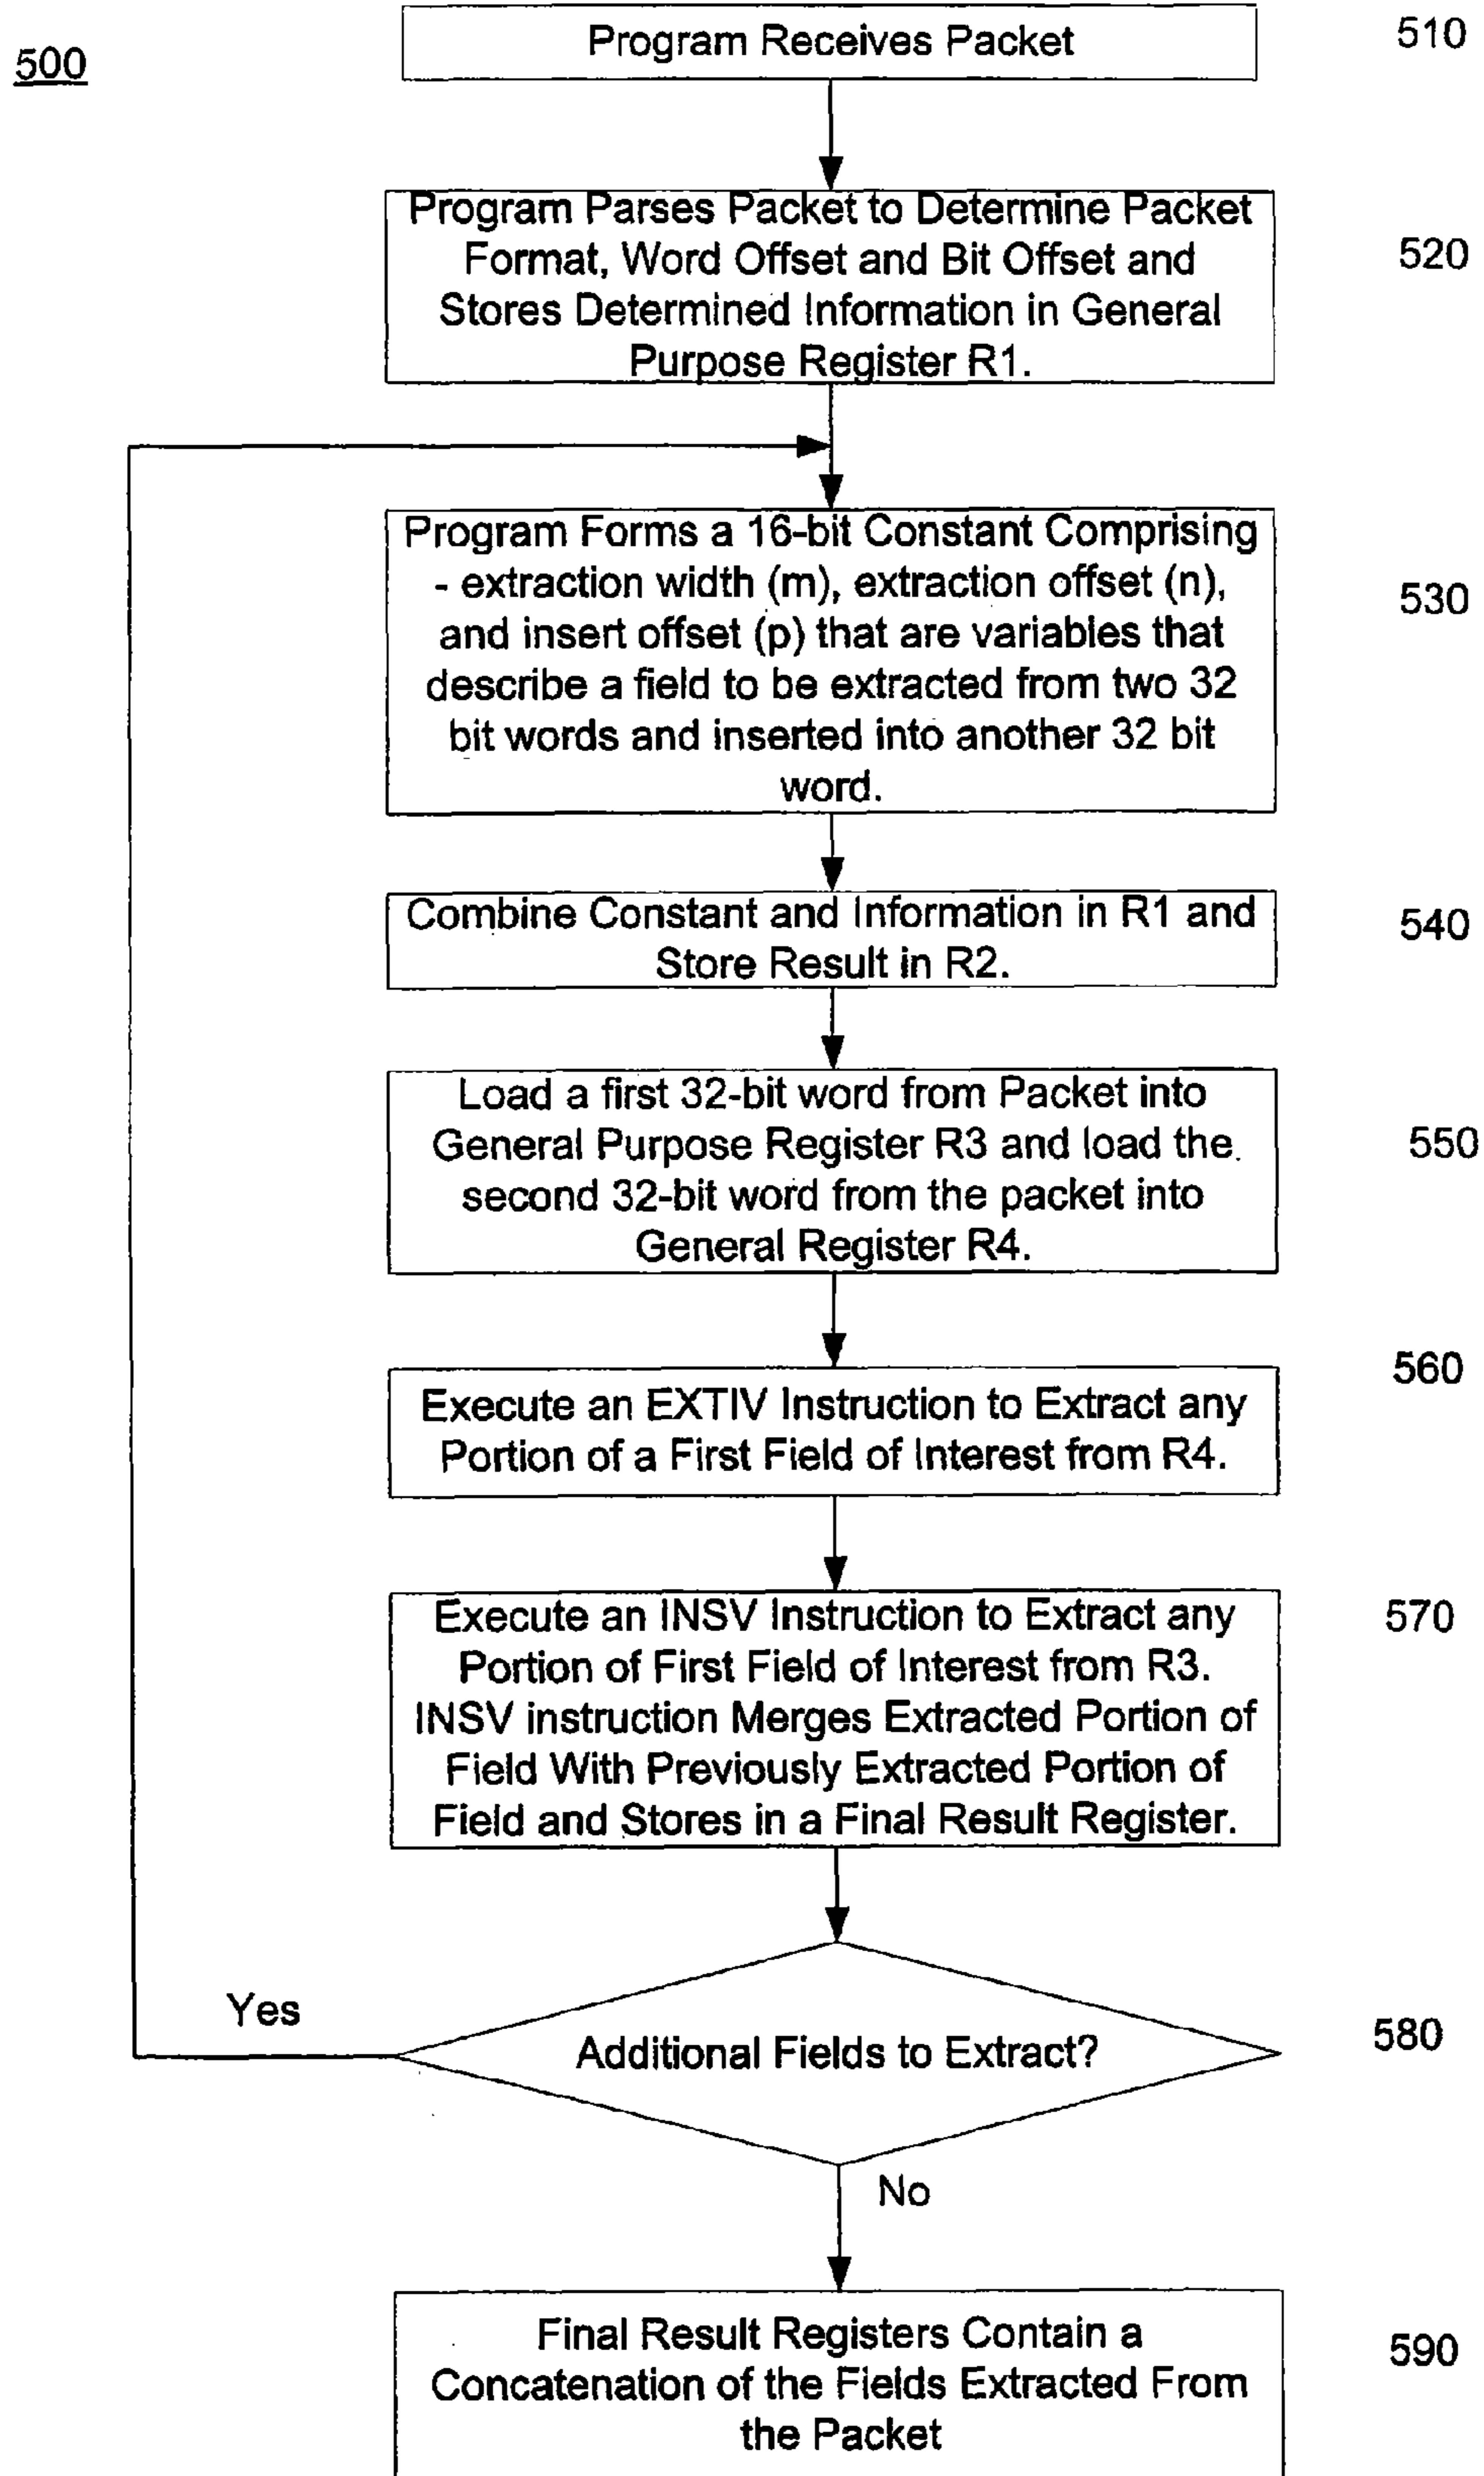 500
Program Receives Packet
510
Program Parses Packet to Determine Packet
Format, Word Offset and Bit Offset and
Stores Determined Information in General
Purpose Register R1.
520
Program Forms a 16-bit Constant Comprising
- extraction width (m), extraction offset (n),
and insert offset (p) that are variables that
describe a field to be extracted from two 32
bit words and inserted into another 32 bit
word.
530
Combine Constant and Information in R1 and
Store Result in R2.
540
Load a first 32-bit word from Packet into
General Purpose Register R3 and load the
second 32-bit word from the packet into
General Register R4.
550
Execute an EXTIV Instruction to Extract any
Portion of a First Field of Interest from R4.
560
Execute an INSV Instruction to Extract any
Portion of First Field of Interest from R3.
INSV instruction Merges Extracted Portion of
Field With Previously Extracted Portion of
Field and Stores in a Final Result Register.
570
Yes
Additional Fields to Extract?
580
No
Final Result Registers Contain a
Concatenation of the Fields Extracted From
the Packet
590